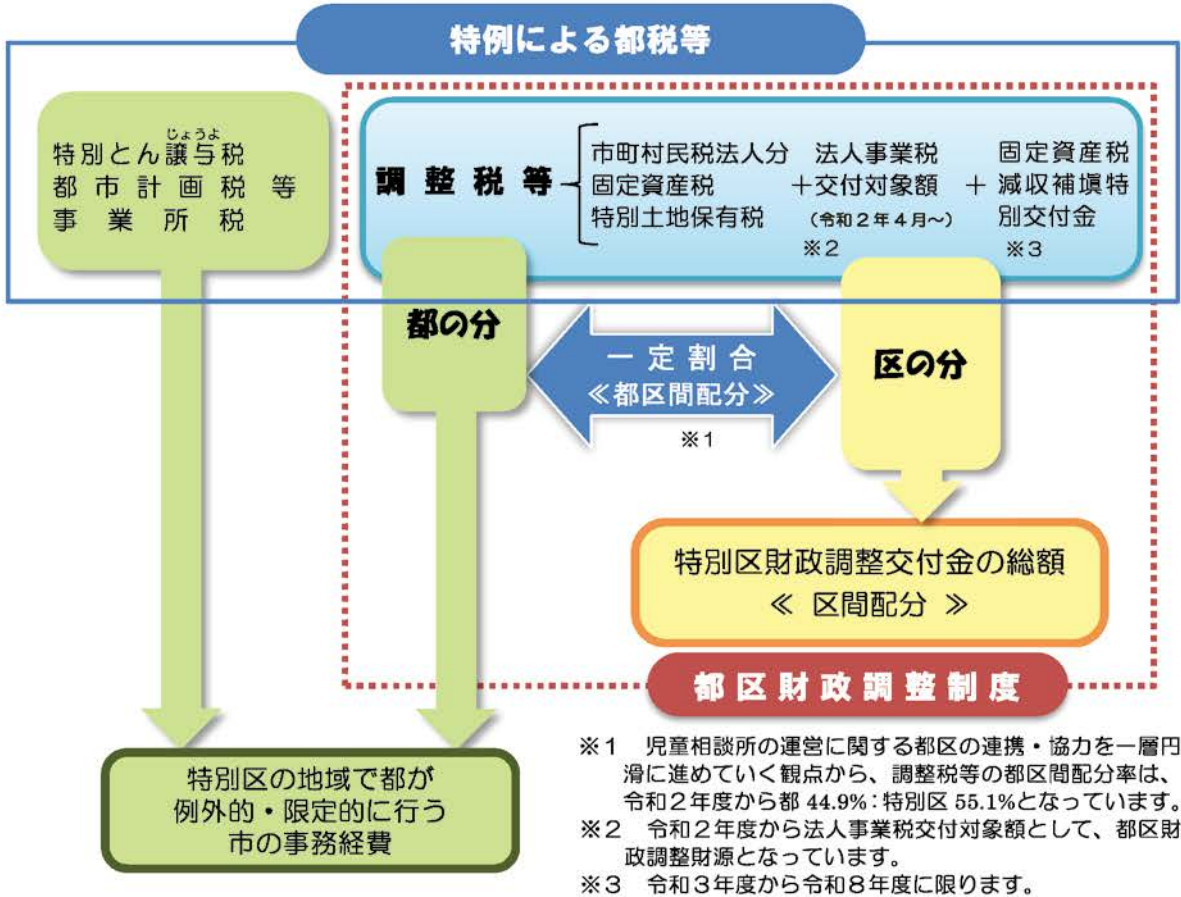 特例による都税等
じょうよ
特別とん譲与税
都市計画税等
事業所税
調整税等
市町村民税法人分
固定資産税
特別土地保有税
法人事業税
＋交付対象額
（令和２年４月～）
※2
固定資産税
＋減収補塡特
別交付金
※3
都の分
一定割合
≪都区間配分≫
※1
区の分
特別区財政調整交付金の総額
≪ 区間配分 ≫
都区財政調整制度
特別区の地域で都が
例外的・限定的に行う
市の事務経費
※1　児童相談所の運営に関する都区の連携・協力を一層円
滑に進めていく観点から、調整税等の都区間配分率は、
令和２年度から都 44.9%：特別区 55.1%となっています。
※2　令和２年度から法人事業税交付対象額として、都区財
政調整財源となっています。
※3　令和３年度から令和８年度に限ります。